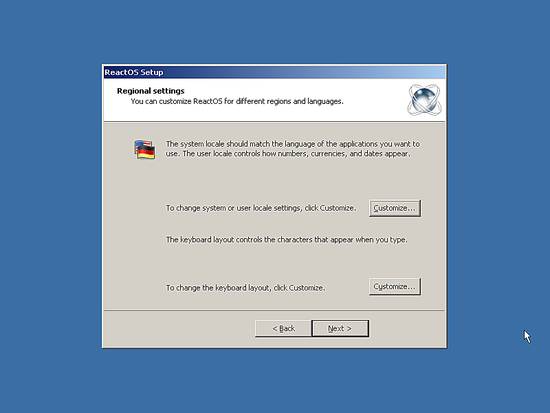 ReactOS Setup
Regional settings
You can customize ReactOS for different regions and languages.
The system locale should match the language of the applications you want to
use. The user locale controls how numbers, currencies, and dates appear.
To change system or user locale settings, click Customize. Customize...
The keyboard layout controls the characters that appear when you type.
To change the keyboard layout, click Customize. Customize...
< Back Next >